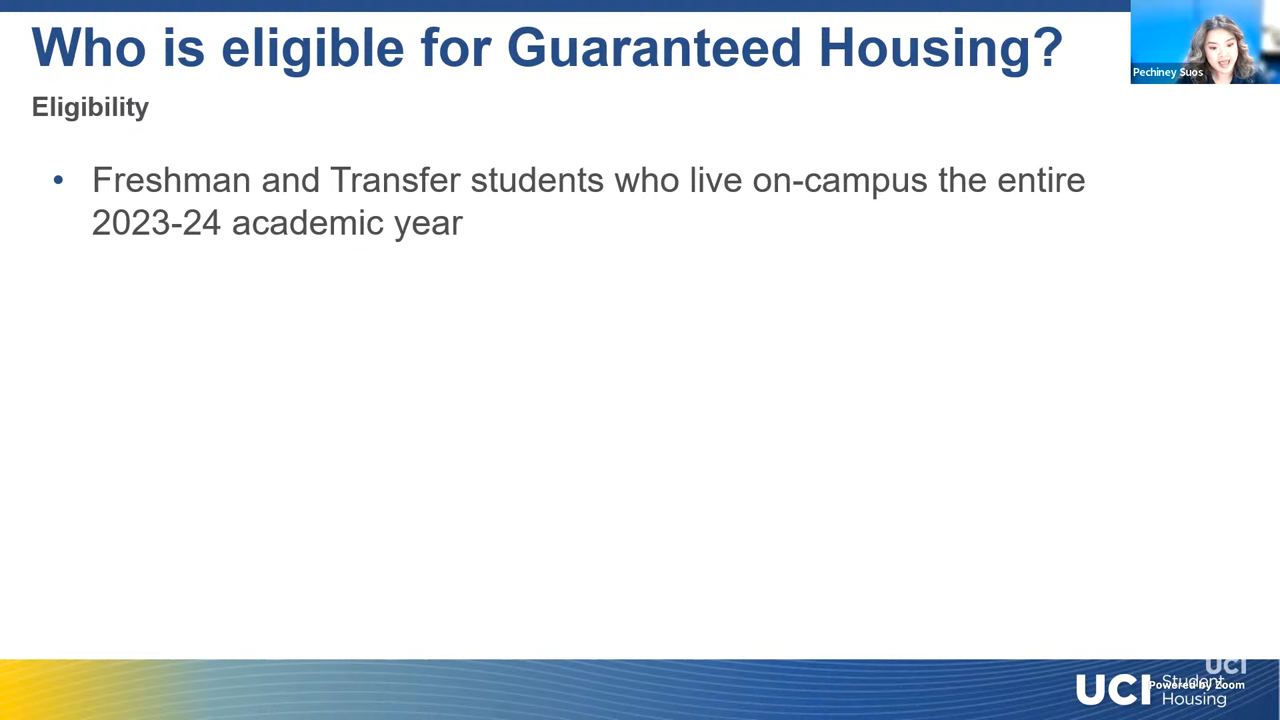 Who is eligible for Guaranteed Housing?
Pechiney Suos
Eligibility
• Freshman and Transfer students who live on-campus the entire
2023-24 academic year
UCI
UCI Student
Housing
Powered by Zoom